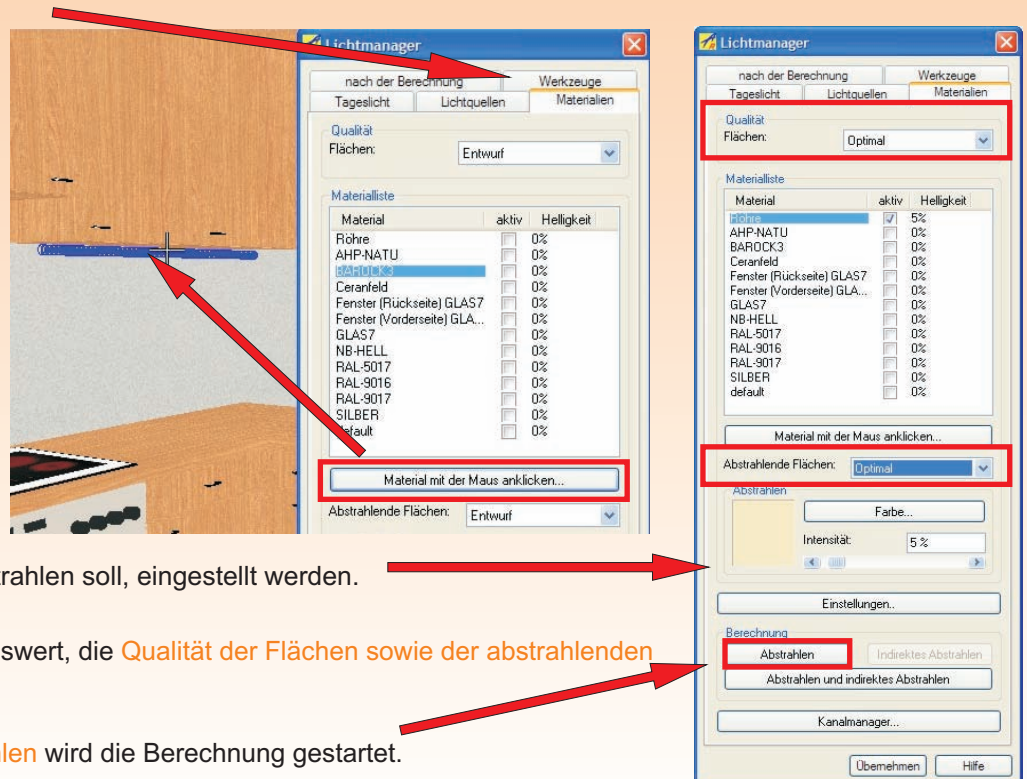 Lichtmanager
nach der Berechnung Werkzeuge
Tageslicht Lichtquellen Materialien
Qualität
Flächen: Entwurf
Materialliste
Material aktiv Helligkeit
Röhre 0%
AHP-NATU 0%
BAROCK3 0%
Ceranfeld 0%
Fenster (Rückseite) GLAS7 0%
Fenster (Vorderseite) GLA... 0%
GLAS7 0%
NB-HELL 0%
RAL-5017 0%
RAL-9016 0%
RAL-9017 0%
SILBER 0%
default 0%
Material mit der Maus anklicken...
Abstrahlende Flächen: Entwurf
Lichtmanager
nach der Berechnung Werkzeuge
Tageslicht Lichtquellen Materialien
Qualität
Flächen: Optimal
Materialliste
Material aktiv Helligkeit
Röhre 5%
AHP-NATU 0%
BAROCK3 0%
Ceranfeld 0%
Fenster (Rückseite) GLAS7 0%
Fenster (Vorderseite) GLA... 0%
GLAS7 0%
NB-HELL 0%
RAL-5017 0%
RAL-9016 0%
RAL-9017 0%
SILBER 0%
default 0%
Material mit der Maus anklicken...
Abstrahlende Flächen: Optimal
Abstrahlen
Farbe...
Intensität: 5 %
Einstellungen..
Berechnung
Abstrahlen Indirektes Abstrahlen
Abstrahlen und indirektes Abstrahlen
Kanalmanager...
Übernehmen Hilfe
trahlen soll, eingestellt werden.
swert, die Qualität der Flächen sowie der abstrahlenden
len wird die Berechnung gestartet.